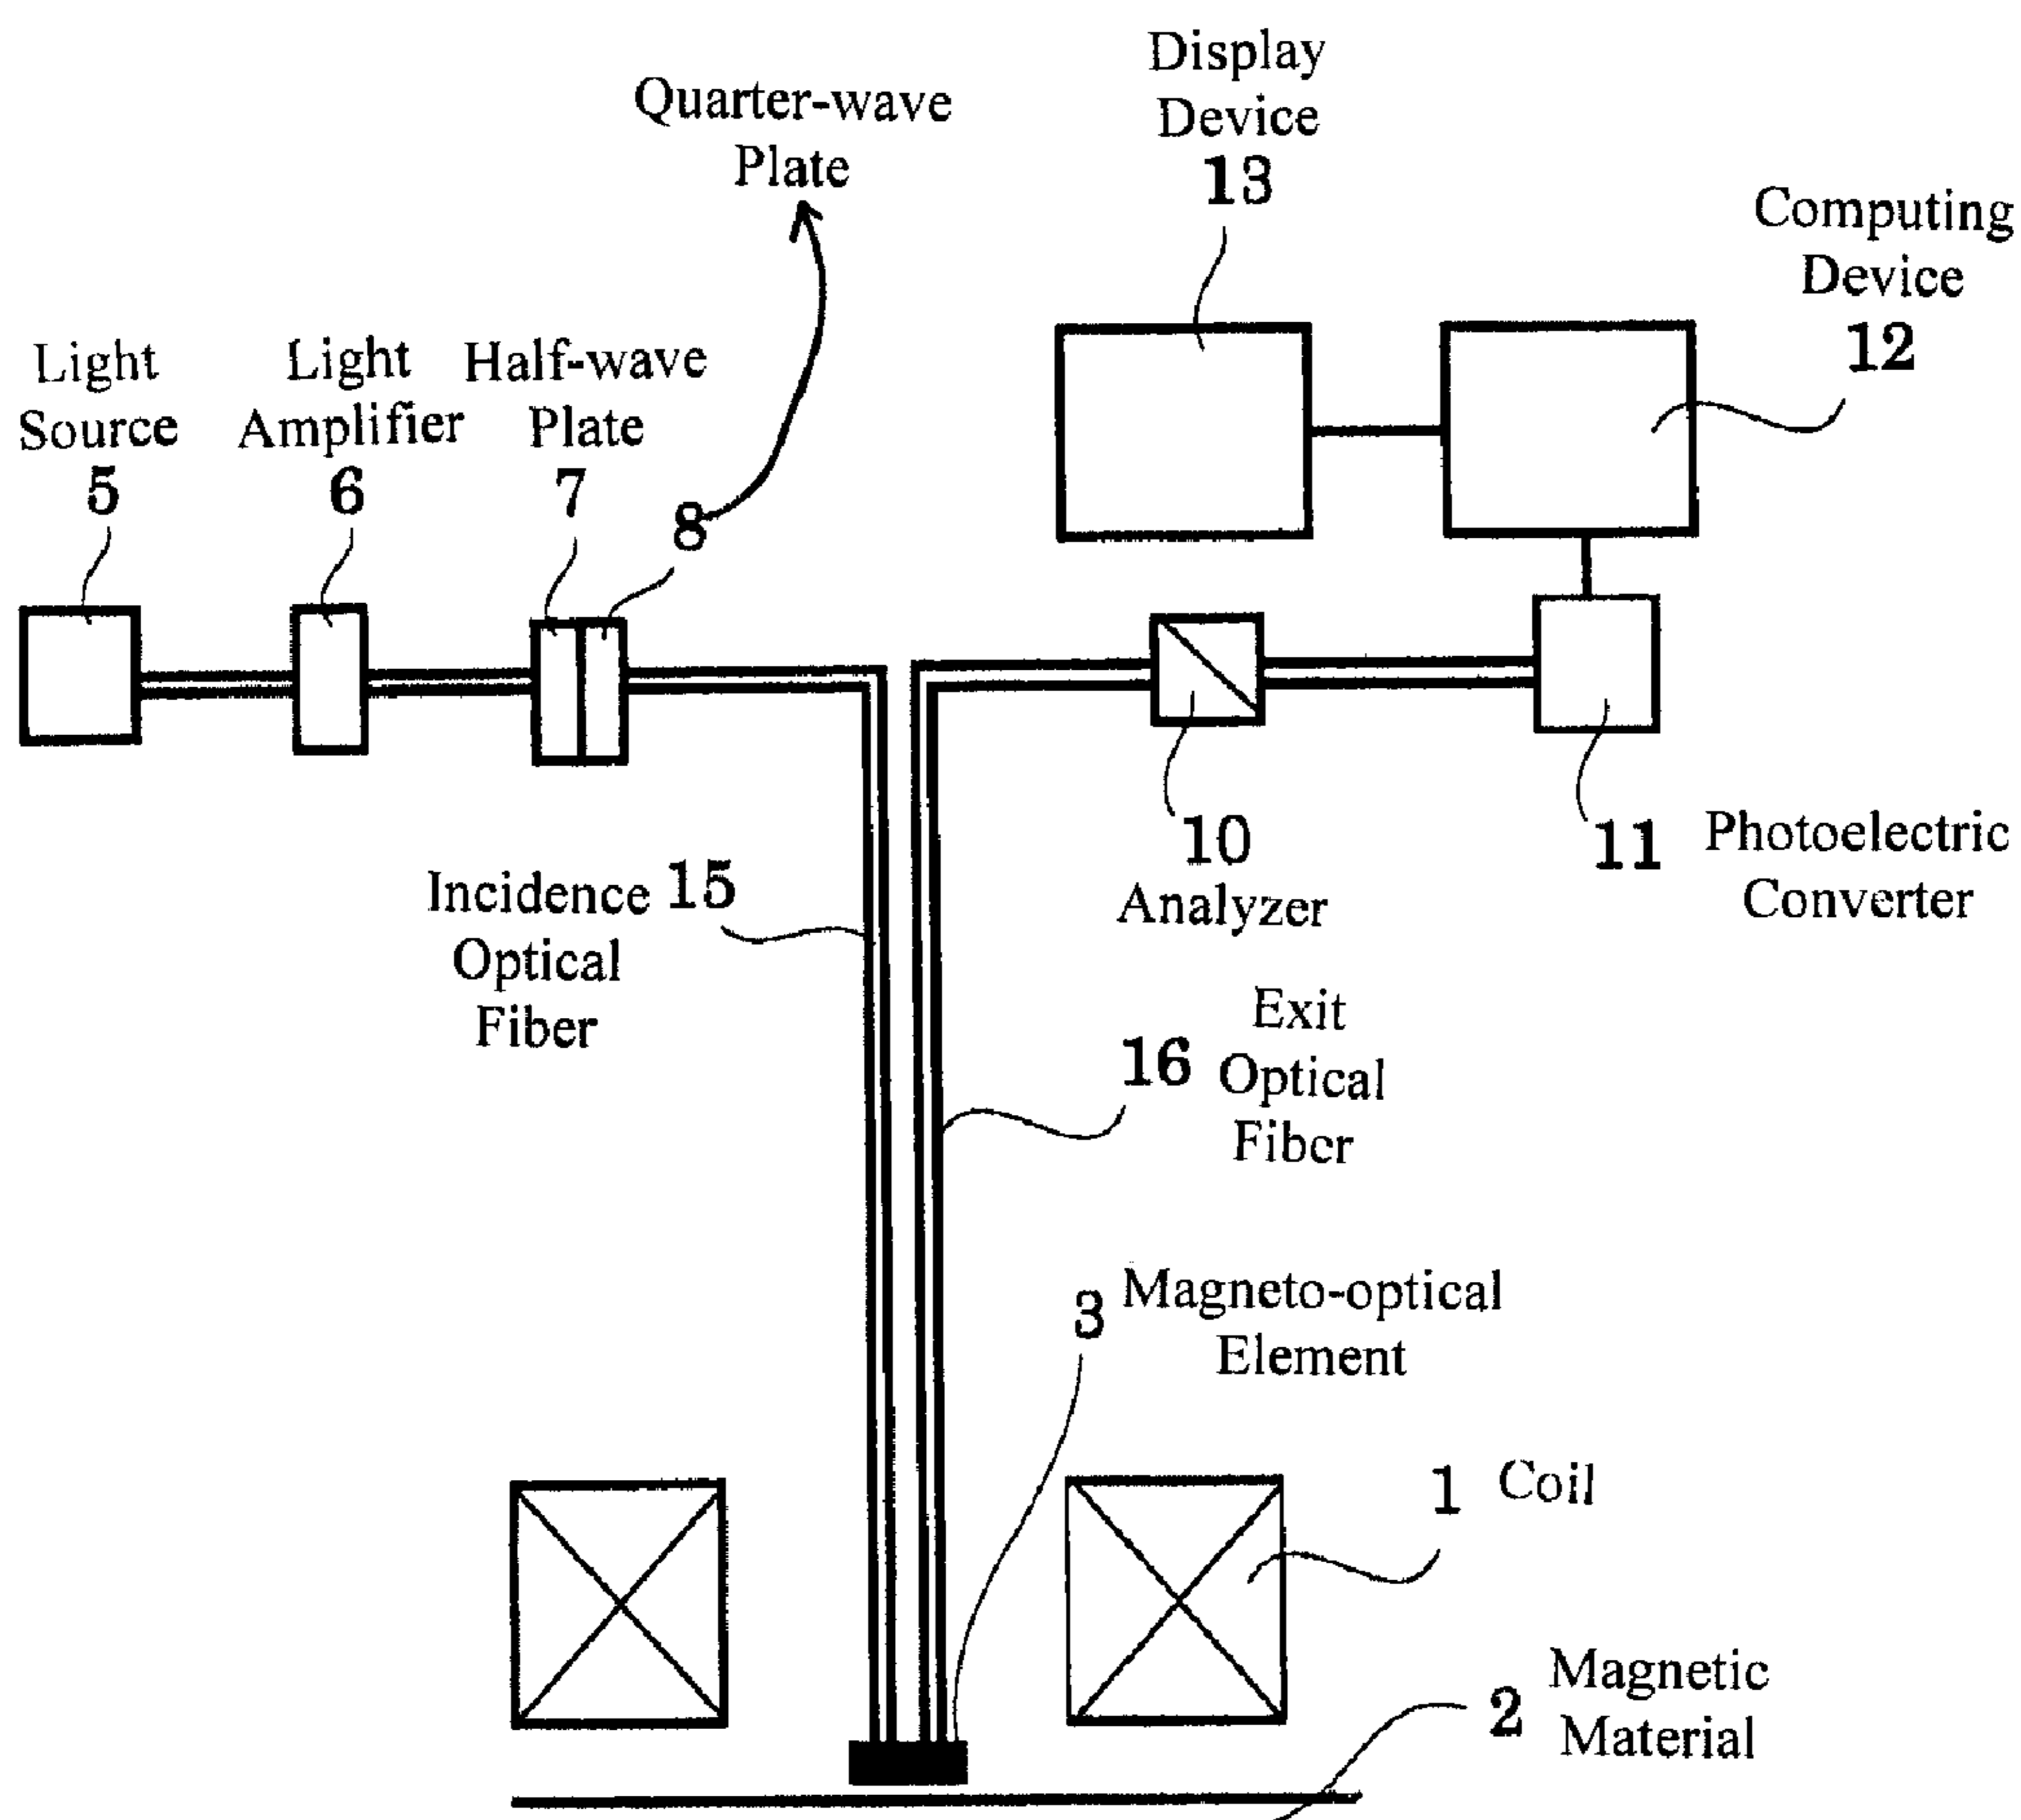 Display
Device
13
Quarter-wave
Plate
Computing
Device
12
Light
Source
5
Light
Amplifier
6
Half-wave
Plate
7
8
10
Analyzer
11 Photoelectric
Converter
Incidence 15
Optical
Fiber
Exit
16 Optical
Fiber
3 Magneto-optical
Element
1 Coil
2 Magnetic
Material